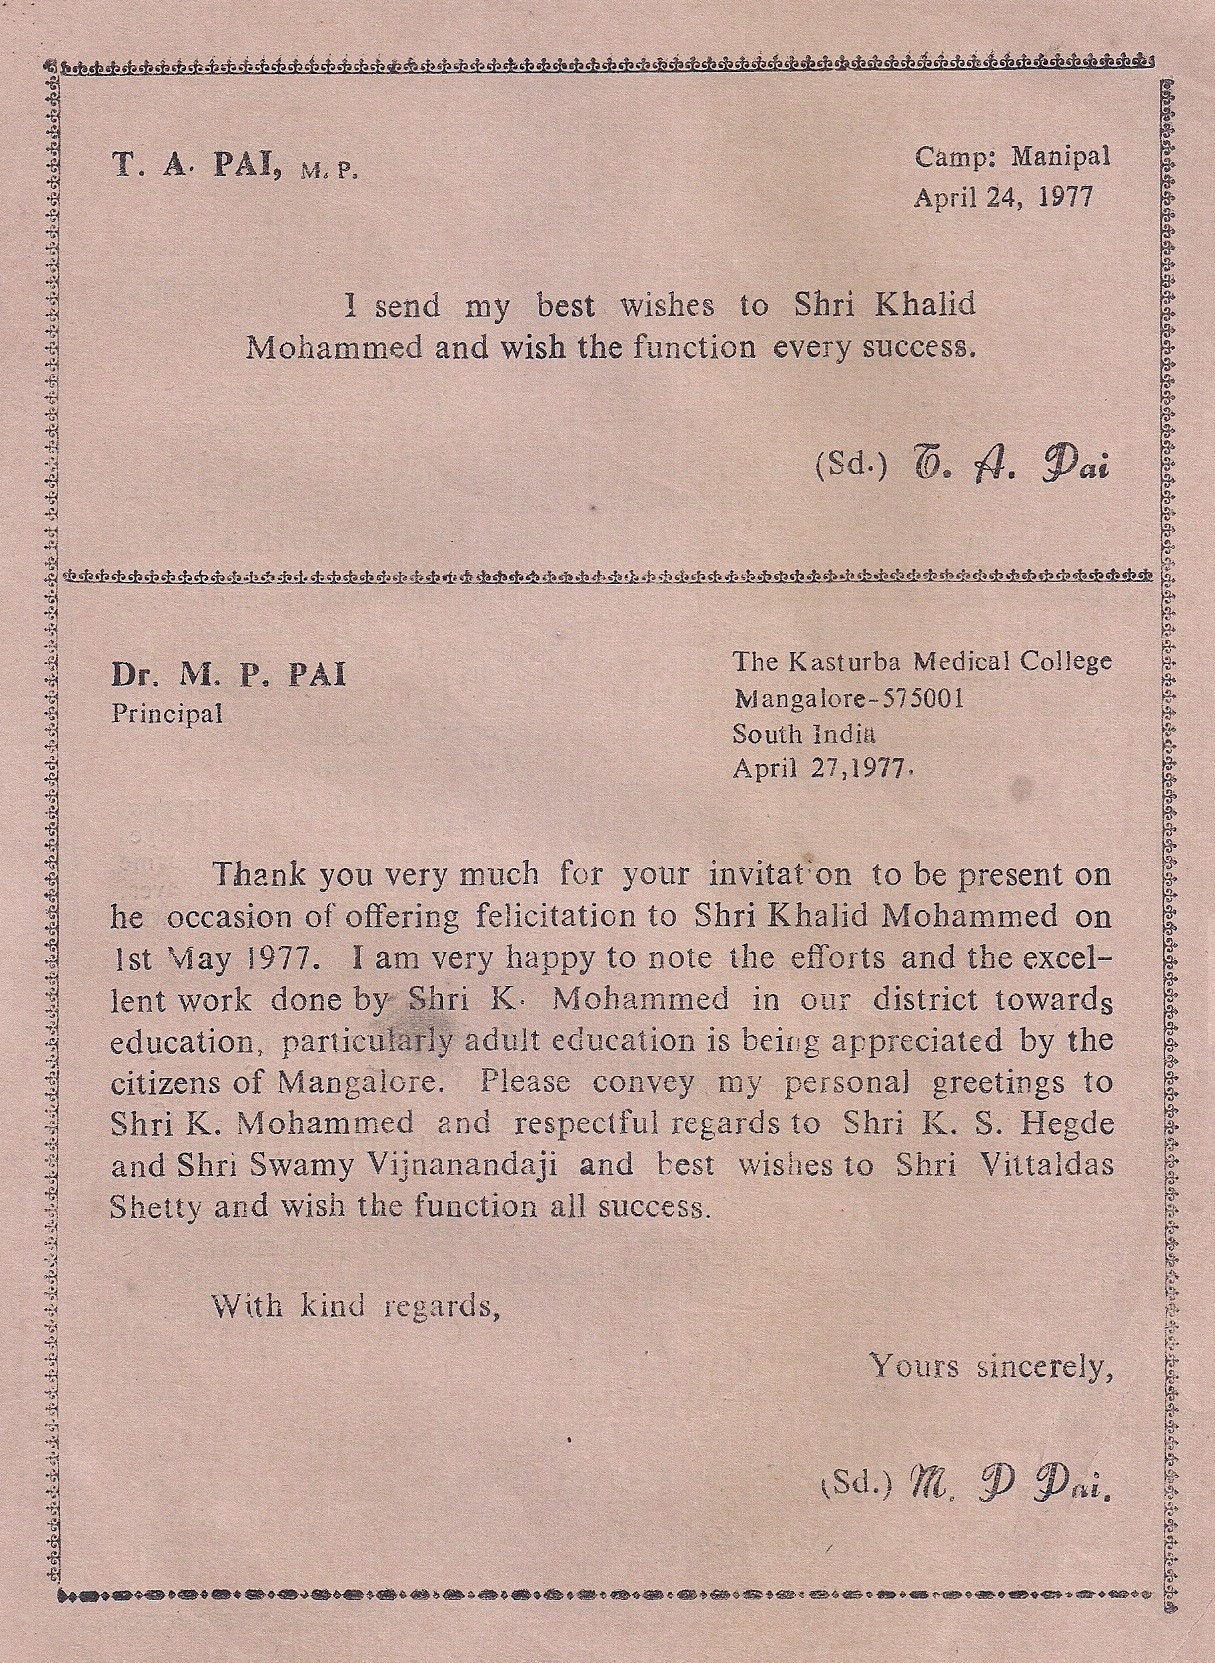 T. A. PAI, M. P.
Camp: Manipal
April 24, 1977
I send my best wishes to Shri Khalid
Mohammed and wish the function every success.
(Sd.) T. A. Pai
Dr. M. P. PAI
Principal
The Kasturba Medical College
Mangalore-575001
South India
April 27,1977.
Thank you very much for your invitat on to be present on
he occasion of offering felicitation to Shri Khalid Mohammed on
1st May 1977. I am very happy to note the efforts and the excel-
lent work done by Shri K. Mohammed in our district towards
education, particularly adult education is being appreciated by the
citizens of Mangalore. Please convey my personal greetings to
Shri K. Mohammed and respectful regards to Shri K. S. Hegde
and Shri Swamy Vijnanandaji and best wishes to Shri Vittaldas
Shetty and wish the function all success.
With kind regards,
Yours sincerely,
(Sd.) M. P Pai.